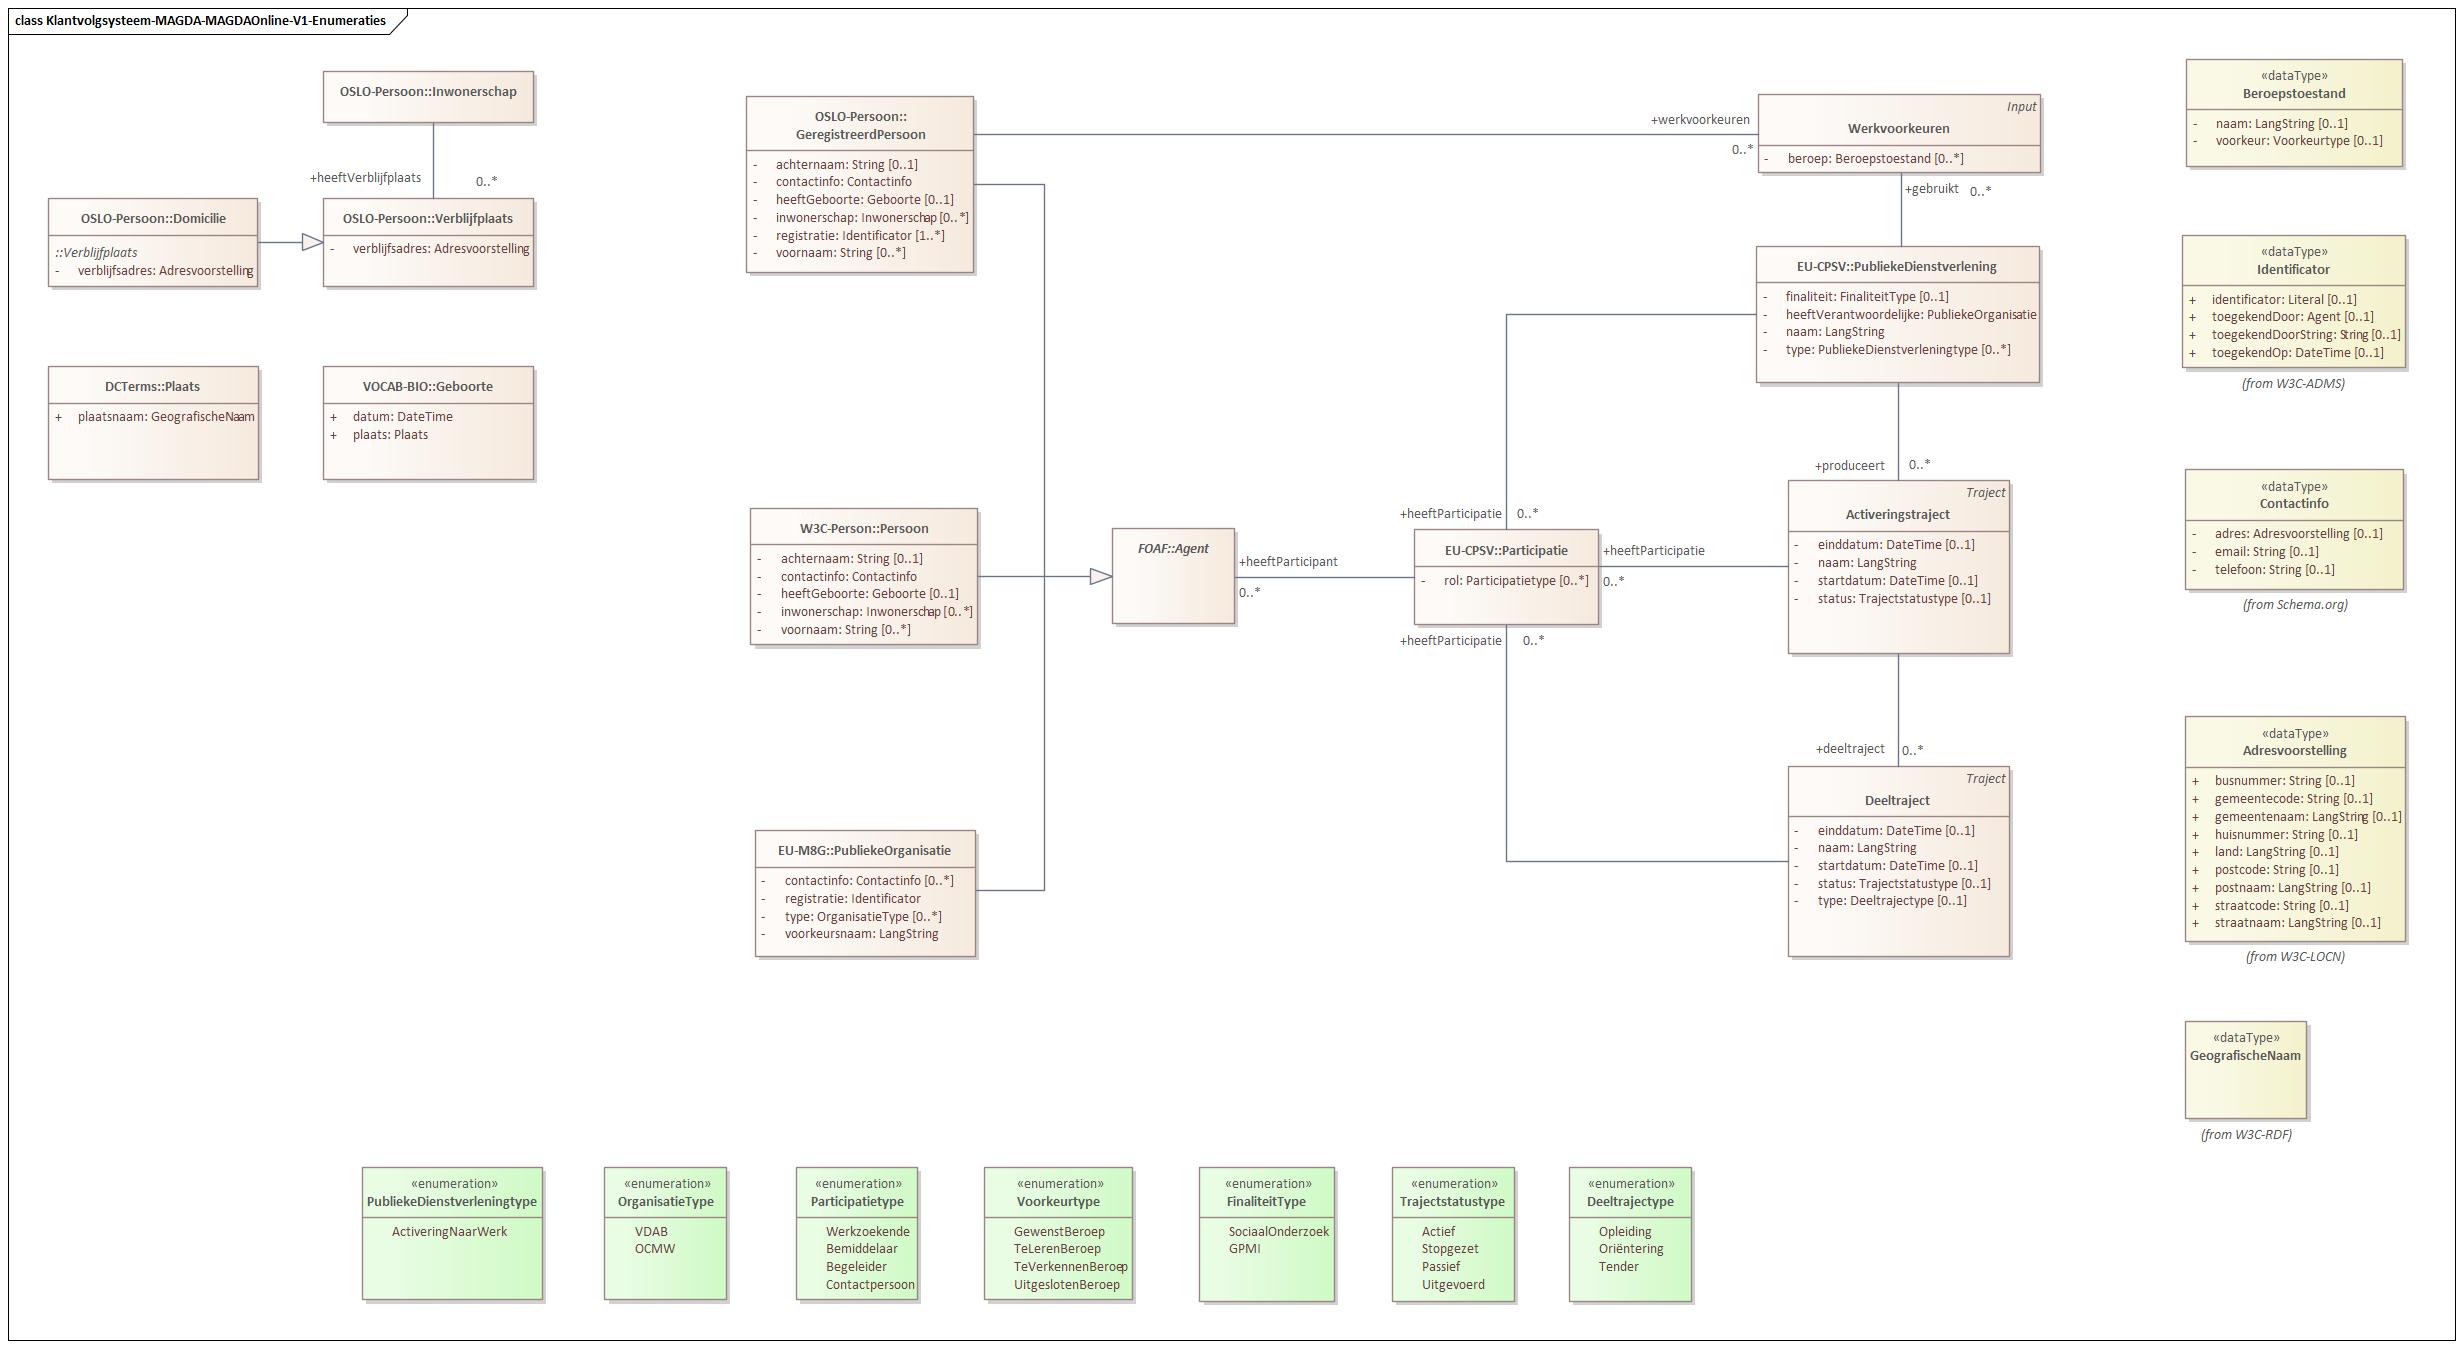 class Klantvolgsysteem-MAGDA-MAGDAOnline-V1-Enumeraties
OSLO-Persoon::Inwonerschap
+heeftVerblijfplaats
0..*
OSLO-Persoon::Domicilie
::Verblijfplaats
- verblijfsadres: Adresvoorstelling
OSLO-Persoon::Verblijfplaats
- verblijfsadres: Adresvoorstelling
DCTerms::Plaats
+ plaatsnaam: GeografischeNaam
VOCAB-BIO::Geboorte
+ datum: DateTime
+ plaats: Plaats
OSLO-Persoon::
GeregistreerdPersoon
- achternaam: String [0..1]
- contactinfo: Contactinfo
- heeftGeboorte: Geboorte [0..1]
- inwonerschap: Inwonerschap [0..*]
- registratie: Identificator [1..*]
- voornaam: String [0..*]
+werkvoorkeuren
0..*
Input
Werkvoorkeuren
- beroep: Beroepstoestand [0..*]
+gebruikt 0..*
EU-CPSV::PubliekeDienstverlening
- finaliteit: FinaliteitType [0..1]
- heeftVerantwoordelijke: PubliekeOrganisatie
- naam: LangString
- type: PubliekeDienstverleningtype [0..*]
+produceert 0..*
W3C-Person::Persoon
- achternaam: String [0..1]
- contactinfo: Contactinfo
- heeftGeboorte: Geboorte [0..1]
- inwonerschap: Inwonerschap [0..*]
- voornaam: String [0..*]
FOAF::Agent
+heeftParticipant
0..*
+heeftParticipatie 0..*
EU-CPSV::Participatie
- rol: Participatietype [0..*]
+heeftParticipatie
0..*
+heeftParticipatie 0..*
Traject
Activeringstraject
- einddatum: DateTime [0..1]
- naam: LangString
- startdatum: DateTime [0..1]
- status: Trajectstatustype [0..1]
+deeltraject 0..*
Traject
Deeltraject
- einddatum: DateTime [0..1]
- naam: LangString
- startdatum: DateTime [0..1]
- status: Trajectstatustype [0..1]
- type: Deeltrajectype [0..1]
EU-M8G::PubliekeOrganisatie
- contactinfo: Contactinfo [0..*]
- registratie: Identificator
- type: OrganisatieType [0..*]
- voorkeursnaam: LangString
«dataType»
Beroepstoestand
- naam: LangString [0..1]
- voorkeur: Voorkeurtype [0..1]
«dataType»
Identificator
+ identificator: Literal [0..1]
+ toegekendDoor: Agent [0..1]
+ toegekendDoorString: String [0..1]
+ toegekendOp: DateTime [0..1]
(from W3C-ADMS)
«dataType»
Contactinfo
- adres: Adresvoorstelling [0..1]
- email: String [0..1]
- telefoon: String [0..1]
(from Schema.org)
«dataType»
Adresvoorstelling
+ busnummer: String [0..1]
+ gemeentecode: String [0..1]
+ gemeentenaam: LangString [0..1]
+ huisnummer: String [0..1]
+ land: LangString [0..1]
+ postcode: String [0..1]
+ postnaam: LangString [0..1]
+ straatcode: String [0..1]
+ straatnaam: LangString [0..1]
(from W3C-LOCN)
«dataType»
GeografischeNaam
(from W3C-RDF)
«enumeration»
PubliekeDienstverleningtype
ActiveringNaarWerk
«enumeration»
OrganisatieType
VDAB
OCMW
«enumeration»
Participatietype
Werkzoekende
Bemiddelaar
Begeleider
Contactpersoon
«enumeration»
Voorkeurtype
GewenstBeroep
TeLerenBeroep
TeVerkennenBeroep
UitgeslotenBeroep
«enumeration»
FinaliteitType
SociaalOnderzoek
GPMI
«enumeration»
Trajectstatustype
Actief
Stopgezet
Passief
Uitgevoerd
«enumeration»
Deeltrajectype
Opleiding
Oriëntering
Tender